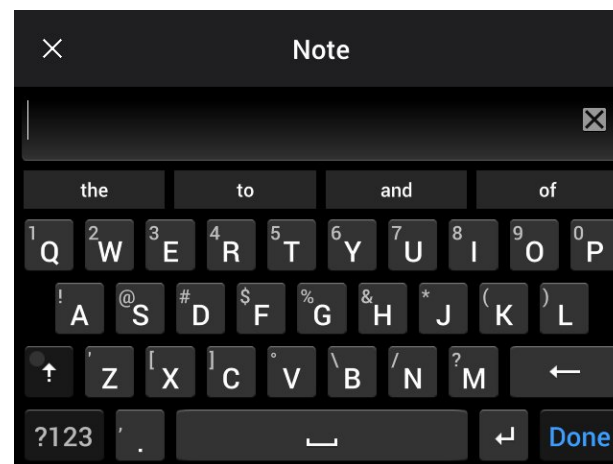 Note
the to and of
1 Q 2 W 3 E 4 R 5 T 6 Y 7 U 8 I 9 O 0 P
! A @ S # D $ F % G & H * J ( K ) L
' Z [ X ] C ° V \ B / N ? M
?123 ' . Done